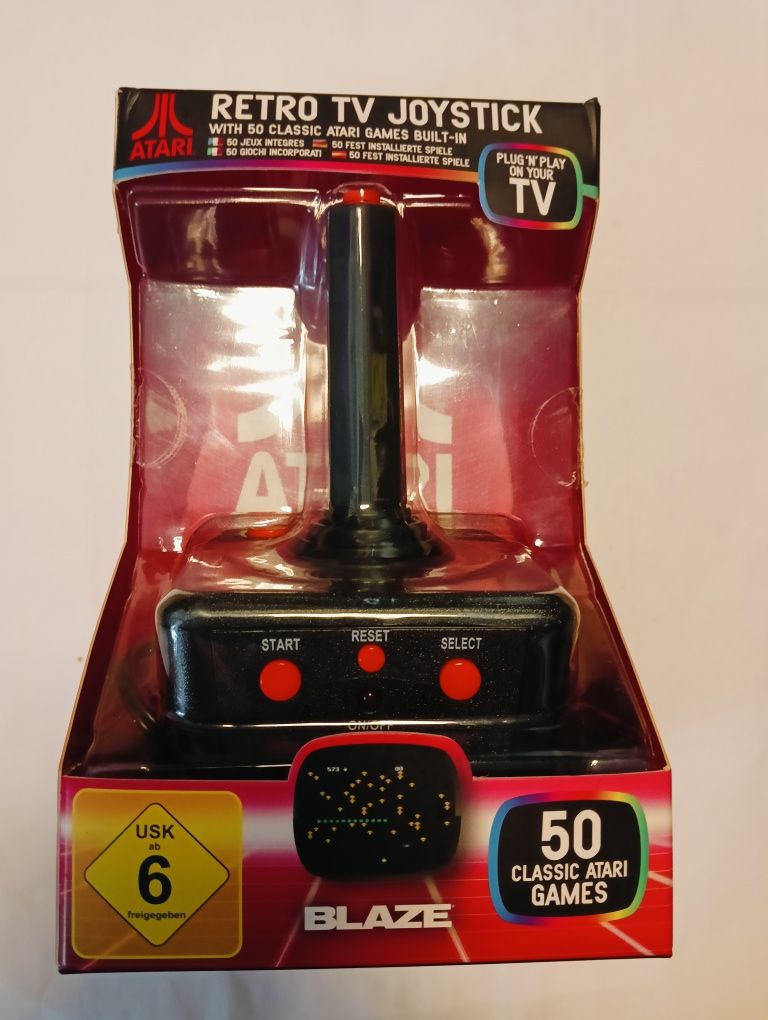 RETRO TV JOYSTICK
WITH 50 CLASSIC ATARI GAMES BUILT-IN
50 JEUX INTEGRES 50 FEST INSTALLIERTE SPIELE
50 GIOCHI INCORPORATI 50 FEST INSTALLIERTE SPIELE
ATARI
PLUG 'N' PLAY
ON YOUR
TV
ATARI
START
RESET
SELECT
ON/OFF
573
USK
ab
6
freigegeben
50
CLASSIC ATARI
GAMES
BLAZE